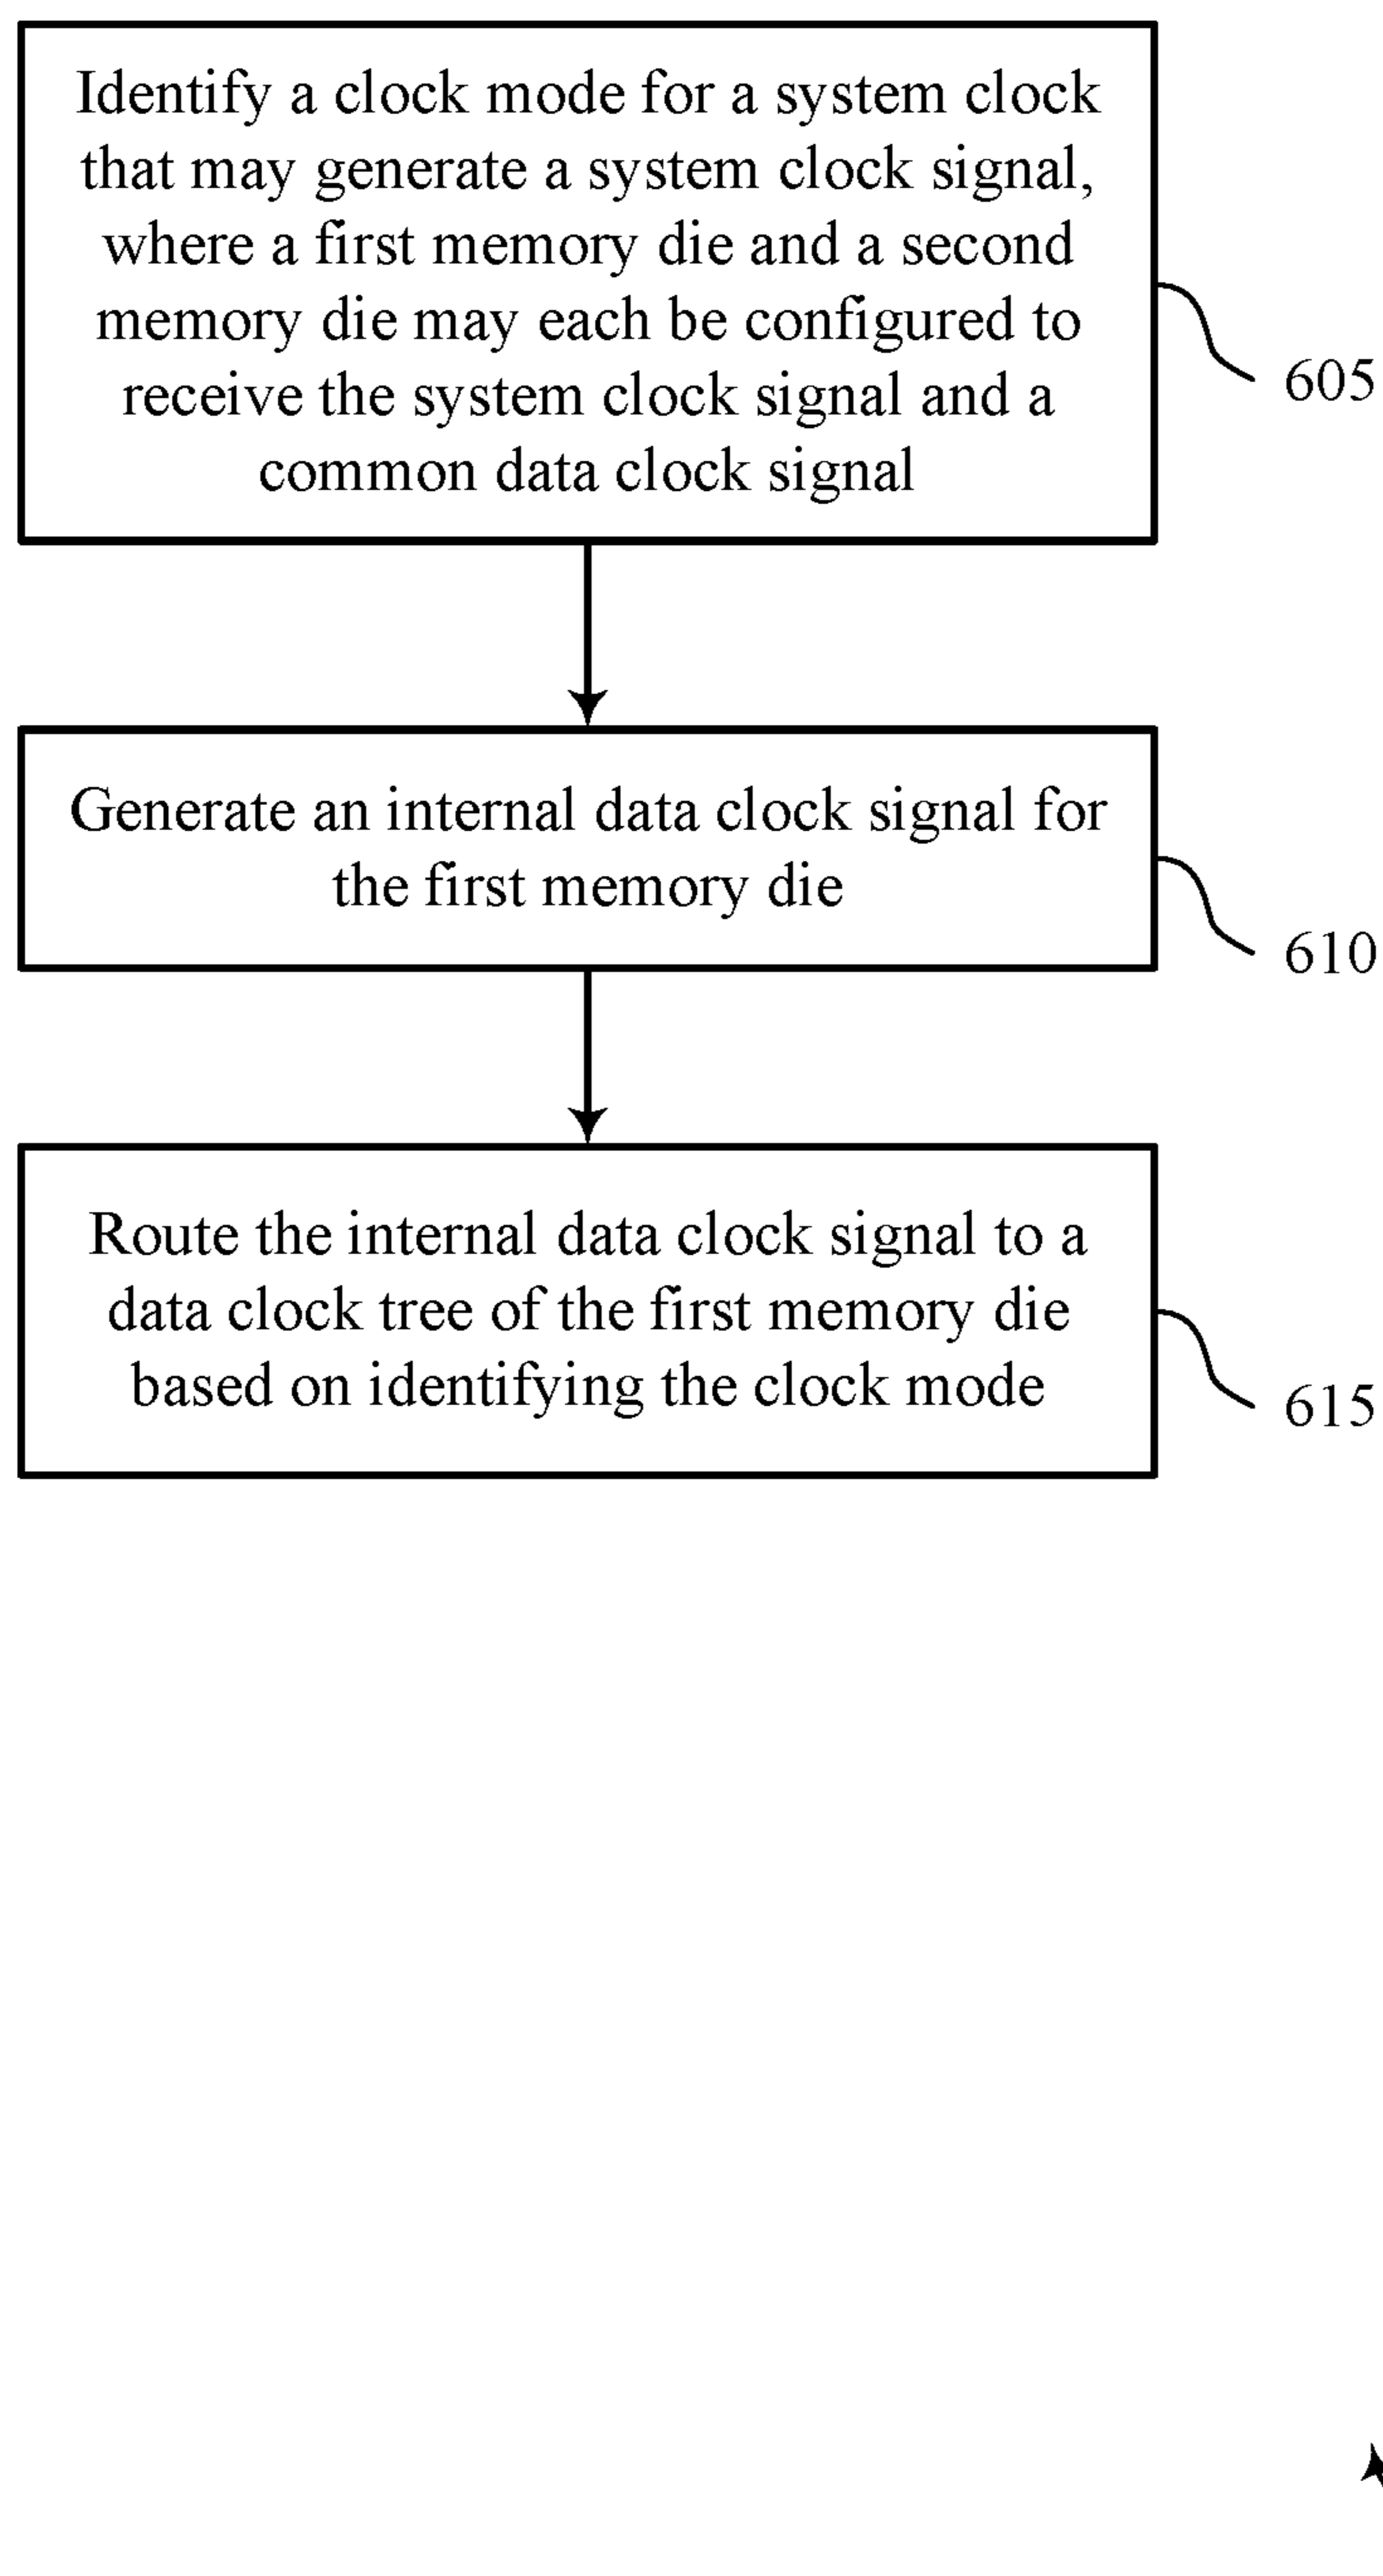 Identify a clock mode for a system clock
that may generate a system clock signal,
where a first memory die and a second
memory die may each be configured to
receive the system clock signal and a
common data clock signal
605
Generate an internal data clock signal for
the first memory die
610
Route the internal data clock signal to a
data clock tree of the first memory die
based on identifying the clock mode
615